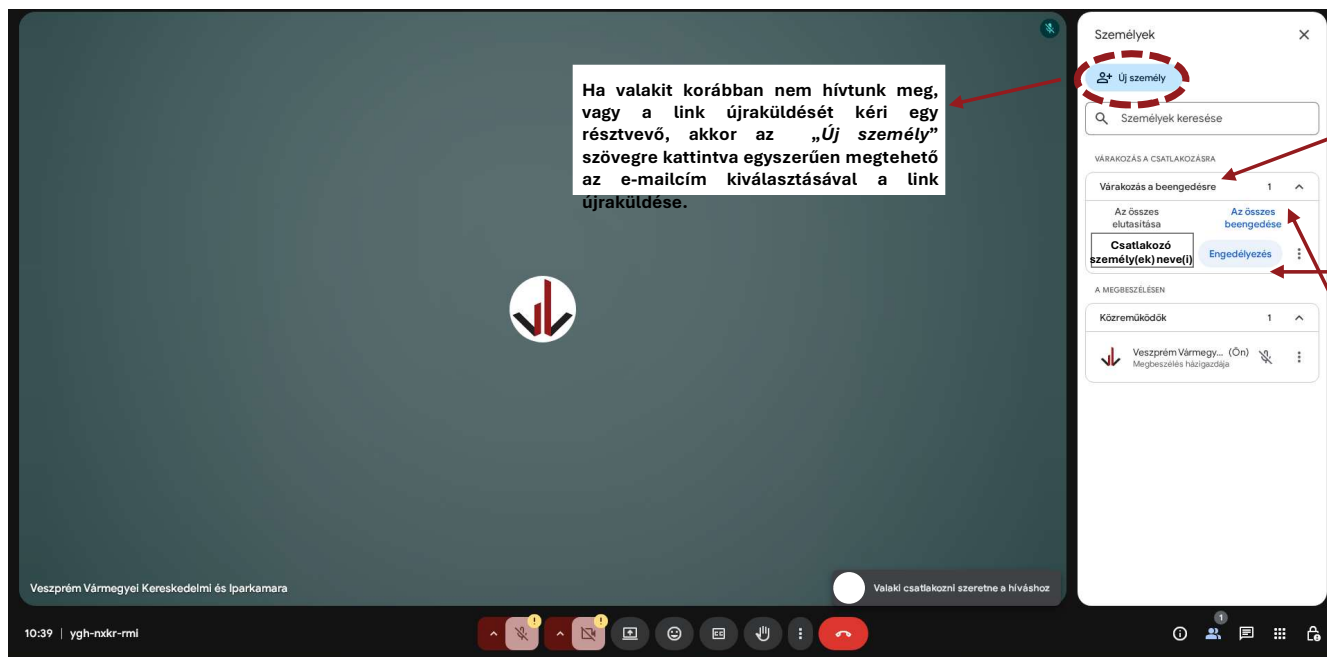 Személyek
Új személy
Ha valakit korábban nem hívtunk meg,
vagy a link újraküldését kéri egy
résztvevő, akkor az „Új személy”
szövegre kattintva egyszerűen megtehető
az e-mailcím kiválasztásával a link
újraküldése.
Személyek keresése
VÁRAKOZÁS A CSATLAKOZÁSRA
Várakozás a beengedésre 1
Az összes
elutasítása
Az összes
beengedése
Csatlakozó
személy(ek) neve(i)
Engedélyezés
A MEGBESZÉLÉSEN
Közreműködők 1
Veszprém Vármegy... (Ön)
Megbeszélés házigazdája
Veszprém Vármegyei Kereskedelmi és Iparkamara
Valaki csatlakozni szeretne a híváshoz
10:39 | ygh-nxkr-rmi
1